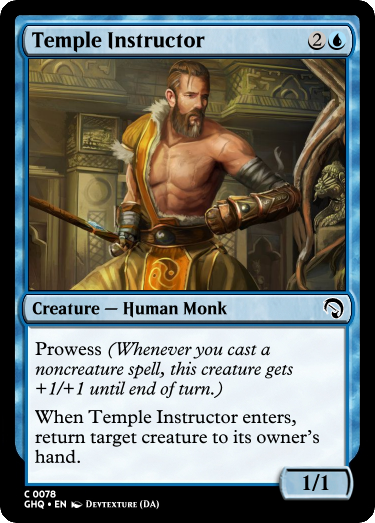 Temple Instructor 2
Creature — Human Monk
Prowess (Whenever you cast a
noncreature spell, this creature gets
+1/+1 until end of turn.)
When Temple Instructor enters,
return target creature to its owner's
hand.
1/1
C 0078
GHQ • EN DEVTEXTURE (DA)